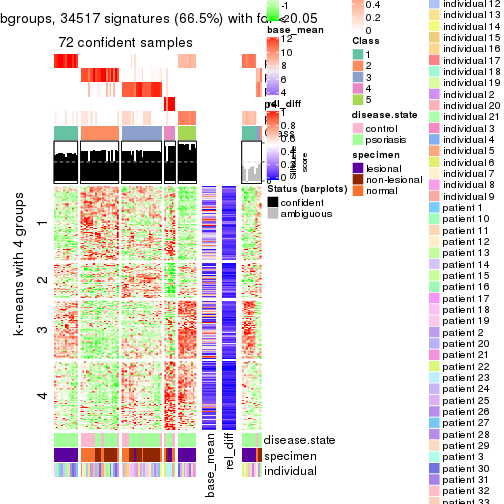 bgroups, 34517 signatures (66.5%) with fdr <0.05
72 confident samples
k-means with 4 groups
1
2
3
4
base_mean
rel_diff
disease.state
specimen
individual
-1
-2
base_mean
12
10
8
6
4
rel_diff
1
0.8
0.2
0
Silhouette
score
Status (barplots)
confident
ambiguous
0.4
0.2
0
Class
1
2
3
4
5
disease.state
control
psoriasis
specimen
lesional
non-lesional
normal
individual 12
individual 13
individual 14
individual 15
individual 16
individual 17
individual 18
individual 19
individual 2
individual 20
individual 21
individual 3
individual 4
individual 5
individual 6
individual 7
individual 8
individual 9
patient 1
patient 10
patient 11
patient 12
patient 13
patient 14
patient 15
patient 16
patient 17
patient 18
patient 19
patient 2
patient 20
patient 21
patient 22
patient 23
patient 24
patient 25
patient 26
patient 27
patient 28
patient 29
patient 3
patient 30
patient 31
patient 32
patient 33